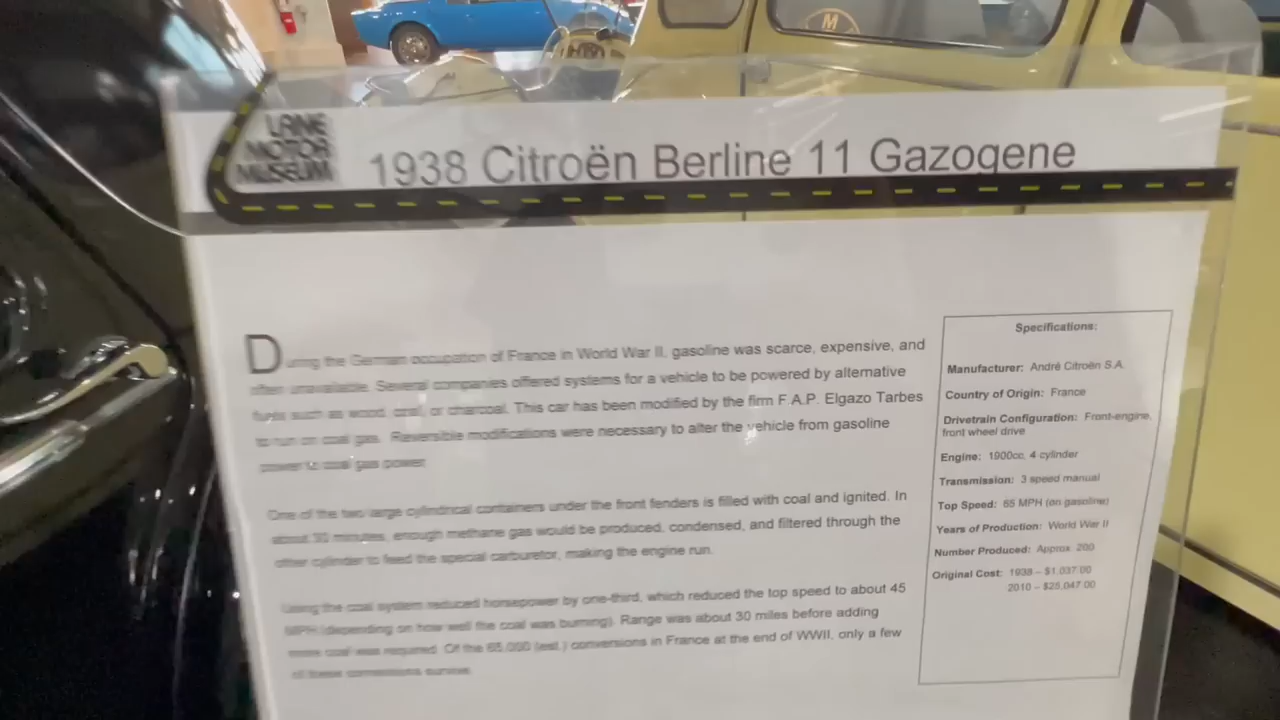 LANE
MOTOR
MUSEUM
1938 Citroën Berline 11 Gazogene
During the German occupation of France in World War II, gasoline was scarce, expensive, and
often unavailable. Several companies offered systems for a vehicle to be powered by alternative
fuels such as wood, coal, or charcoal. This car has been modified by the firm F.A.P. Elgazo Tarbes
to run on coal gas. Reversible modifications were necessary to alter the vehicle from gasoline
power to coal gas power.
One of the two large cylindrical containers under the front fenders is filled with coal and ignited. In
about 30 minutes, enough methane gas would be produced, condensed, and filtered through the
other cylinder to feed the special carburetor, making the engine run.
Using the coal system reduced horsepower by one-third, which reduced the top speed to about 45
MPH (depending on how well the coal was burning). Range was about 30 miles before adding
more coal was required. Of the 65,000 (est.) conversions in France at the end of WWII, only a few
of these conversions survive.
Specifications:
Manufacturer: André Citroën S.A.
Country of Origin: France
Drivetrain Configuration: Front-engine,
front wheel drive
Engine: 1900cc, 4 cylinder
Transmission: 3 speed manual
Top Speed: 65 MPH (on gasoline)
Years of Production: World War II
Number Produced: Approx. 200
Original Cost: 1938 – $1,037.00
2010 – $25,047.00
M